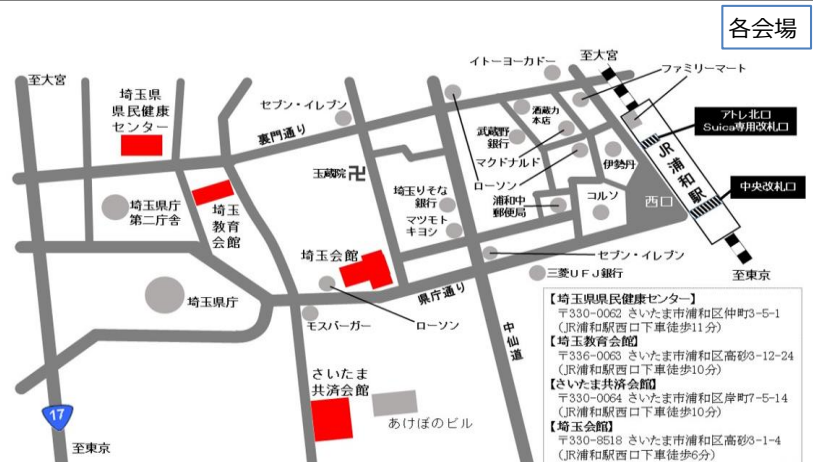 各会場
至大宮
埼玉県
県民健康
センター
セブン・イレブン
イトーヨーカドー
至大宮
ファミリーマート
アトレ北口
Suica専用改札口
酒蔵力
本店
武蔵野
銀行
マクドナルド
裏門通り
伊勢丹
JR浦和駅
中央改札口
玉蔵院
卍
ローソン
埼玉りそな
銀行
浦和中
郵便局
コルソ
西口
埼玉県庁
第二庁舎
埼玉
教育
会館
マツモト
キヨシ
埼玉会館
セブン・イレブン
三菱UFJ銀行
至東京
埼玉県庁
県庁通り
モスバーガー
ローソン
中仙道
さいたま
共済会館
あけぼのビル
17
至東京
【埼玉県県民健康センター】
〒330-0062 さいたま市浦和区仲町3-5-1
(JR浦和駅西口下車徒歩11分)
【埼玉教育会館】
〒336-0063 さいたま市浦和区高砂3-12-24
(JR浦和駅西口下車徒歩10分)
【さいたま共済会館】
〒330-0064 さいたま市浦和区岸町7-5-14
(JR浦和駅西口下車徒歩10分)
【埼玉会館】
〒330-8518 さいたま市浦和区高砂3-1-4
(JR浦和駅西口下車徒歩6分)